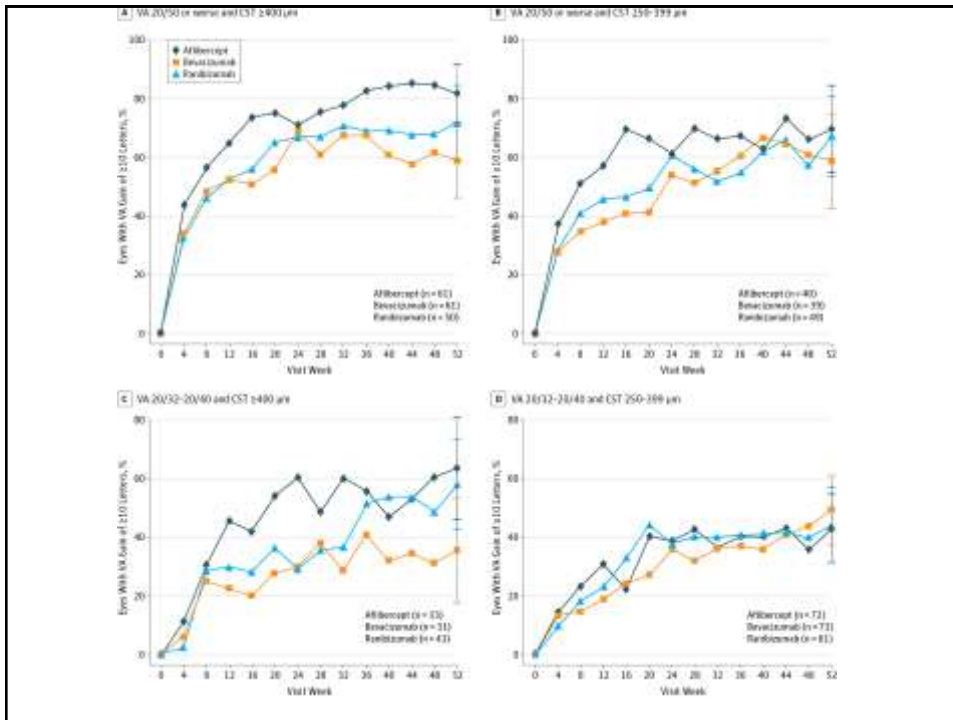 A VA 20/50 or worse and CST ≥400 μm
Eyes With VA Gain of ≥10 Letters, %
100
80
60
40
20
0
Aflibercept
Bevacizumab
Ranibizumab
Aflibercept (n = 61)
Bevacizumab (n = 61)
Ranibizumab (n = 50)
0 4 8 12 16 20 24 28 32 36 40 44 48 52
Visit Week
B VA 20/50 or worse and CST 250-399 μm
Eyes With VA Gain of ≥10 Letters, %
100
80
60
40
20
0
Aflibercept (n = 40)
Bevacizumab (n = 39)
Ranibizumab (n = 49)
0 4 8 12 16 20 24 28 32 36 40 44 48 52
Visit Week
C VA 20/32-20/40 and CST ≥400 μm
Eyes With VA Gain of ≥10 Letters, %
80
60
40
20
0
Aflibercept (n = 33)
Bevacizumab (n = 31)
Ranibizumab (n = 43)
0 4 8 12 16 20 24 28 32 36 40 44 48 52
Visit Week
D VA 20/32-20/40 and CST 250-399 μm
Eyes With VA Gain of ≥10 Letters, %
80
60
40
20
0
Aflibercept (n = 72)
Bevacizumab (n = 73)
Ranibizumab (n = 81)
0 4 8 12 16 20 24 28 32 36 40 44 48 52
Visit Week